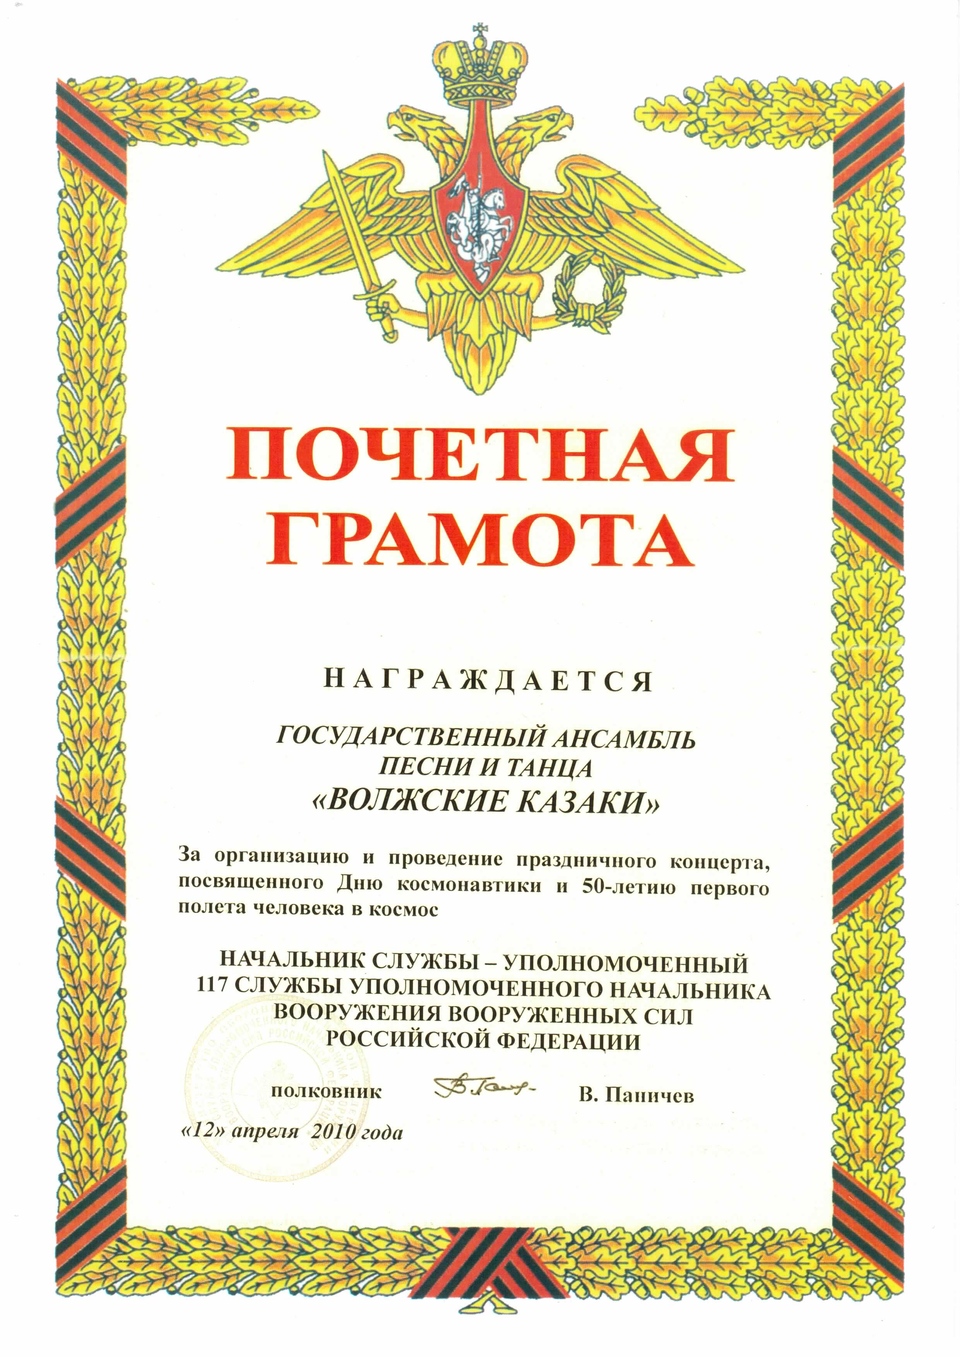 ПОЧЕТНАЯ
ГРАМОТА
НАГРАЖДАЕТСЯ
ГОСУДАРСТВЕННЫЙ АНСАМБЛЬ
ПЕСНИ И ТАНЦА
«ВОЛЖСКИЕ КАЗАКИ»
За организацию и проведение праздничного концерта,
посвященного Дню космонавтики и 50-летию первого
полета человека в космос
НАЧАЛЬНИК СЛУЖБЫ – УПОЛНОМОЧЕННЫЙ
117 СЛУЖБЫ УПОЛНОМОЧЕННОГО НАЧАЛЬНИКА
ВООРУЖЕНИЯ ВООРУЖЕННЫХ СИЛ
РОССИЙСКОЙ ФЕДЕРАЦИИ
полковник В. Паничев
«12» апреля 2010 года